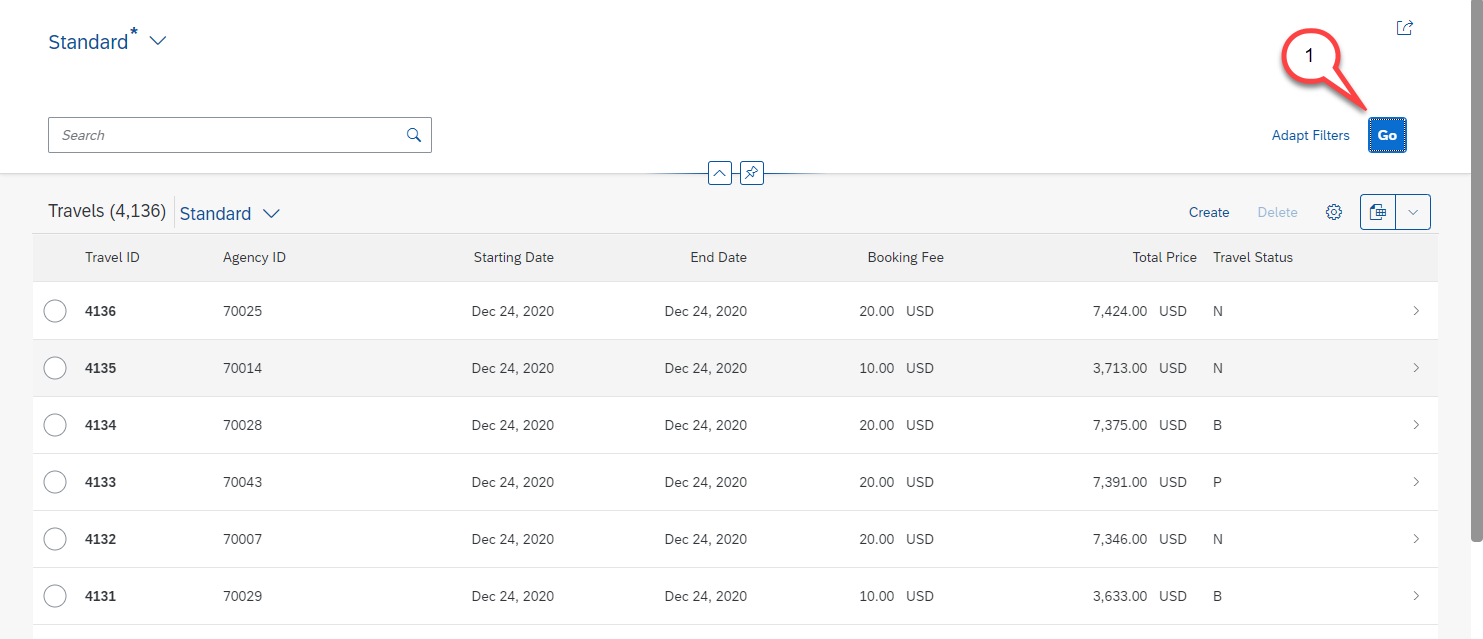 Standard*
1
Search
Adapt Filters Go
Travels (4,136) Standard Create Delete
Travel ID Agency ID Starting Date End Date Booking Fee Total Price Travel Status
4136 70025 Dec 24, 2020 Dec 24, 2020 20.00 USD 7,424.00 USD N
4135 70014 Dec 24, 2020 Dec 24, 2020 10.00 USD 3,713.00 USD N
4134 70028 Dec 24, 2020 Dec 24, 2020 20.00 USD 7,375.00 USD B
4133 70043 Dec 24, 2020 Dec 24, 2020 20.00 USD 7,391.00 USD P
4132 70007 Dec 24, 2020 Dec 24, 2020 20.00 USD 7,346.00 USD N
4131 70029 Dec 24, 2020 Dec 24, 2020 10.00 USD 3,633.00 USD B